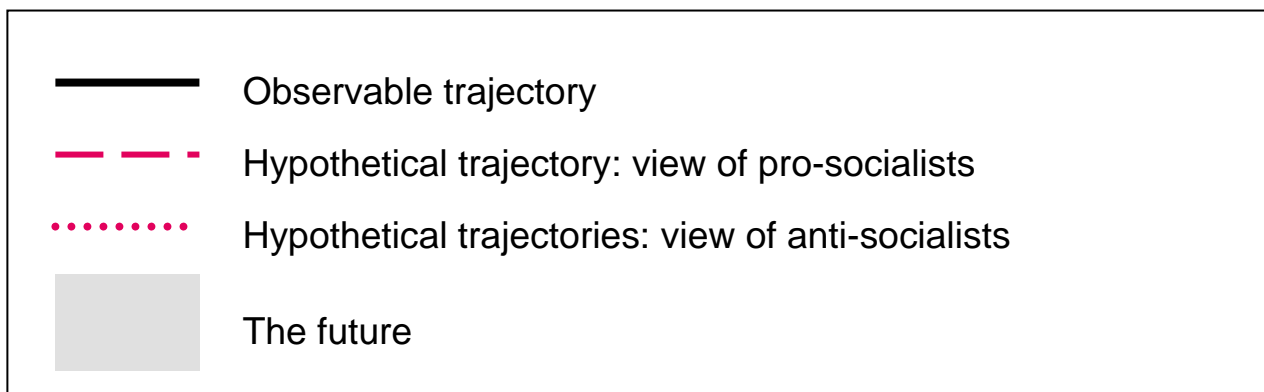 Observable trajectory
Hypothetical trajectory: view of pro-socialists
Hypothetical trajectories: view of anti-socialists
The future